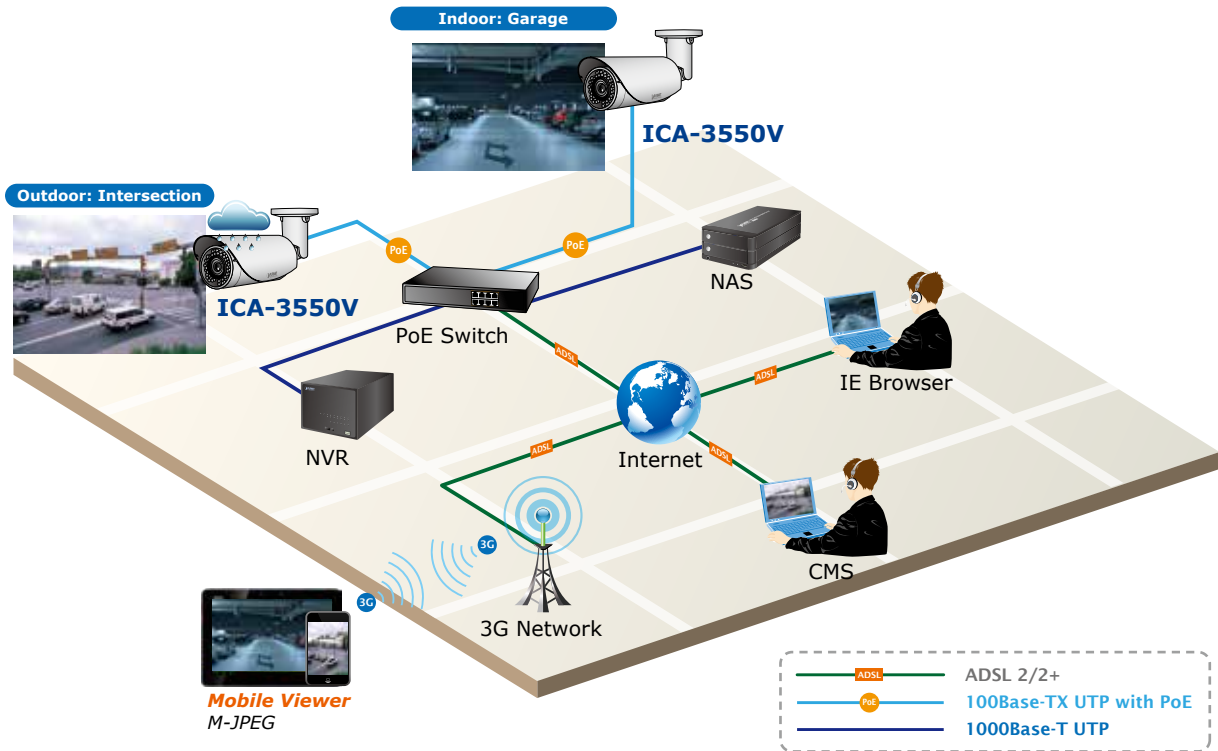 Indoor: Garage
ICA-3550V
Outdoor: Intersection
PoE
PoE
NAS
ICA-3550V
PoE Switch
ADSL
ADSL
IE Browser
NVR
ADSL
Internet
ADSL
3G
CMS
3G
3G Network
Mobile Viewer
M-JPEG
ADSL
ADSL 2/2+
PoE
100Base-TX UTP with PoE
1000Base-T UTP